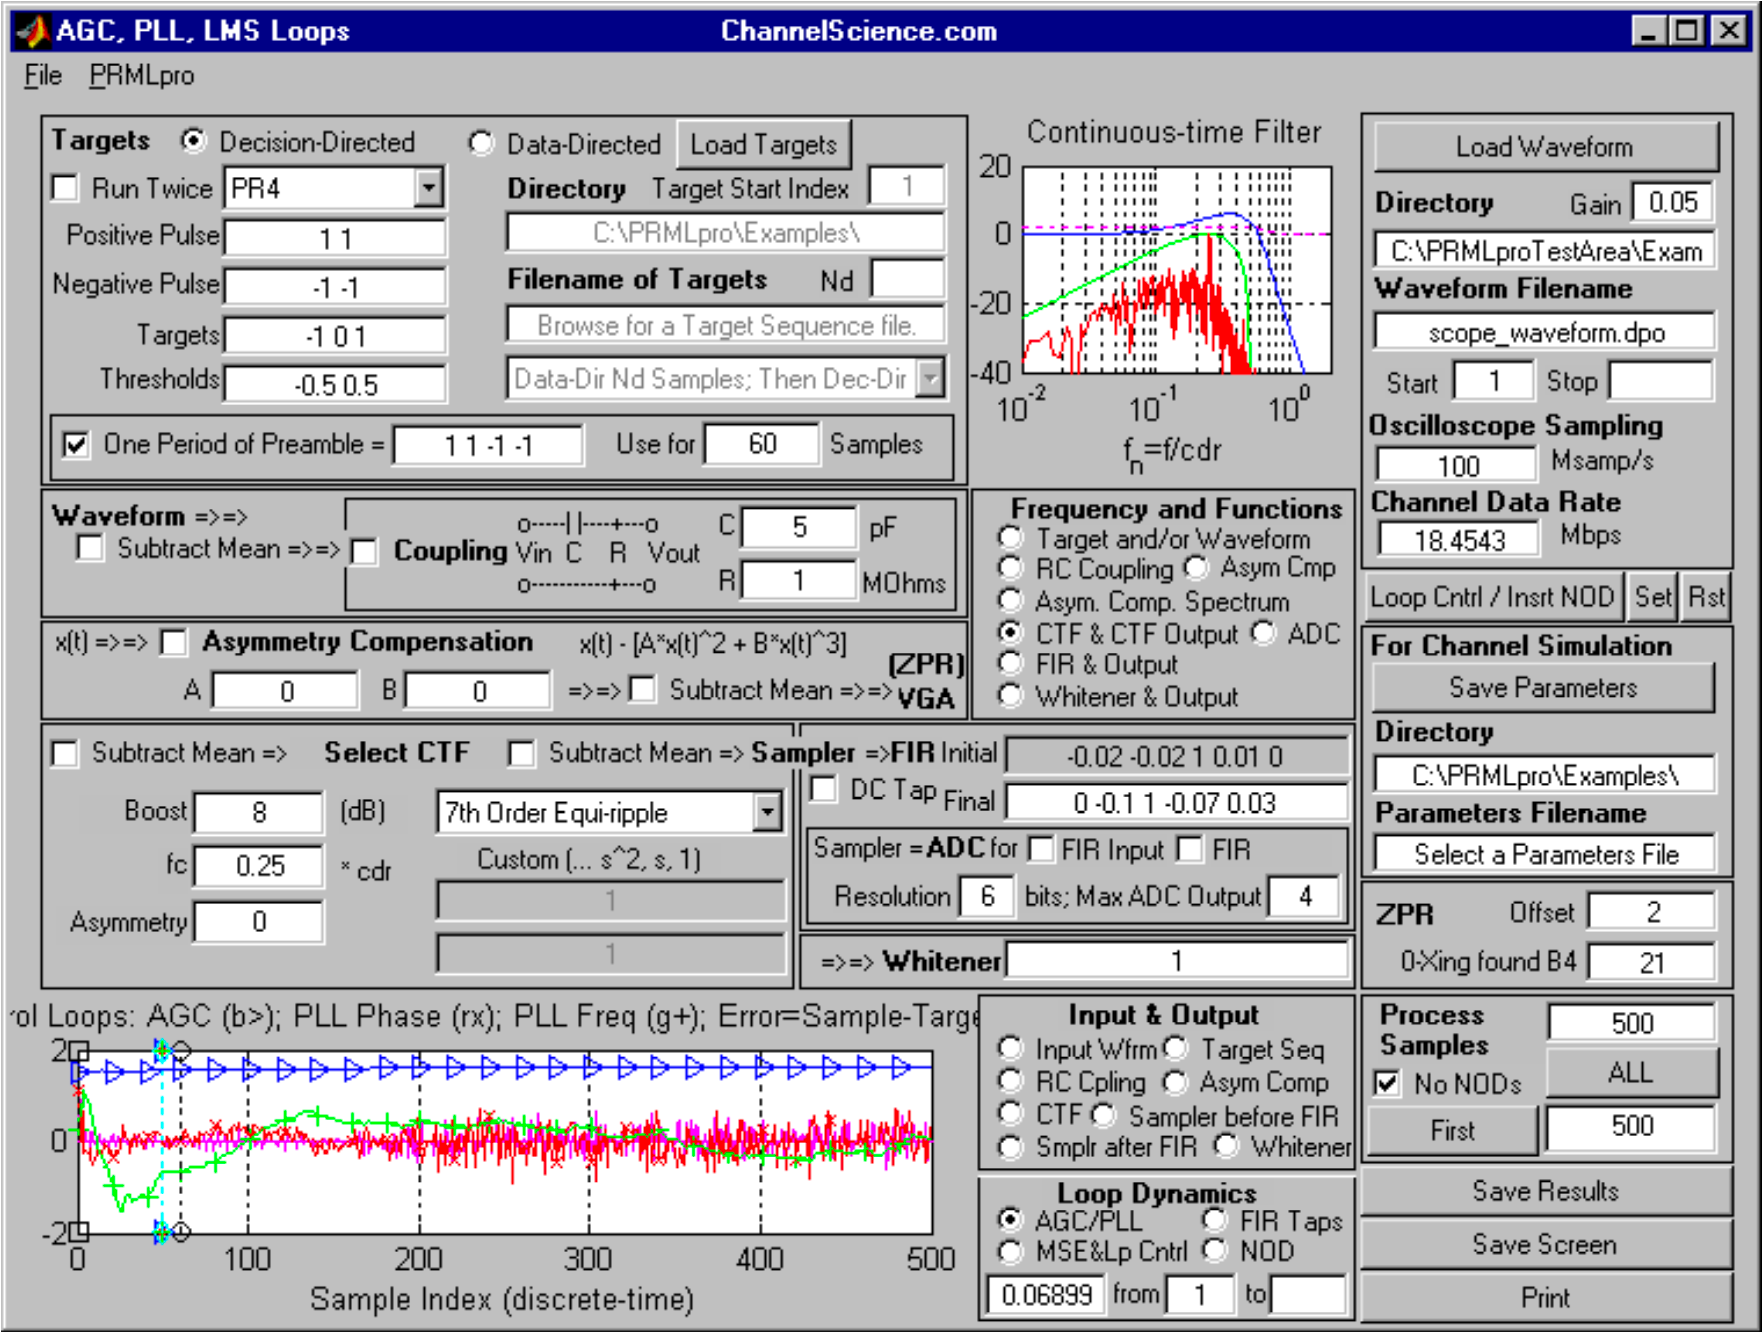 AGC, PLL, LMS Loops ChannelScience.com
File PRMLpro
Targets Decision-Directed Data-Directed Load Targets
Run Twice PR4 Directory Target Start Index 1
Positive Pulse 1 1 C:\PRMLpro\Examples\
Negative Pulse -1 -1 Filename of Targets Nd
Targets -1 0 1 Browse for a Target Sequence file.
Thresholds -0.5 0.5 Data-Dir Nd Samples; Then Dec-Dir
One Period of Preamble = 1 1 -1 -1 Use for 60 Samples
Continuous-time Filter
20
0
-20
-40
10^-2 10^-1 10^0
f_n=f/cdr
Load Waveform
Directory Gain 0.05
C:\PRMLproTestArea\Exam
Waveform Filename
scope_waveform.dpo
Start 1 Stop
Oscilloscope Sampling
100 Msamp/s
Channel Data Rate
18.4543 Mbps
Waveform =>=>
Subtract Mean =>=> Coupling
o-----| |----+---o
Vin C R Vout
o-----------+---o
C 5 pF
R 1 MOhms
x(t) =>=> Asymmetry Compensation x(t) - [A*x(t)^2 + B*x(t)^3]
A 0 B 0 =>=> Subtract Mean =>=> (ZPR) VGA
Frequency and Functions
Target and/or Waveform
RC Coupling Asym Cmp
Asym. Comp. Spectrum
CTF & CTF Output ADC
FIR & Output
Whitener & Output
Loop Cntrl / Insrt NOD Set Rst
For Channel Simulation
Save Parameters
Directory
C:\PRMLpro\Examples\
Parameters Filename
Select a Parameters File
Subtract Mean => Select CTF Subtract Mean => Sampler =>FIR Initial -0.02 -0.02 1 0.01 0
DC Tap Final 0 -0.1 1 -0.07 0.03
Boost 8 (dB) 7th Order Equi-ripple
fc 0.25 * cdr Custom (... s^2, s, 1)
1
Asymmetry 0
1
Sampler = ADC for FIR Input FIR
Resolution 6 bits; Max ADC Output 4
=>=> Whitener 1
ZPR Offset 2
0-Xing found B4 21
rol Loops: AGC (b>); PLL Phase (rx); PLL Freq (g+); Error=Sample-Targe
2
0
-2
0 100 200 300 400 500
Sample Index (discrete-time)
Input & Output
Input Wfrm Target Seq
RC Cpling Asym Comp
CTF Sampler before FIR
Smplr after FIR Whitener
Loop Dynamics
AGC/PLL FIR Taps
MSE&Lp Cntrl NOD
0.06899 from 1 to
Process Samples 500
No NODs ALL
First 500
Save Results
Save Screen
Print